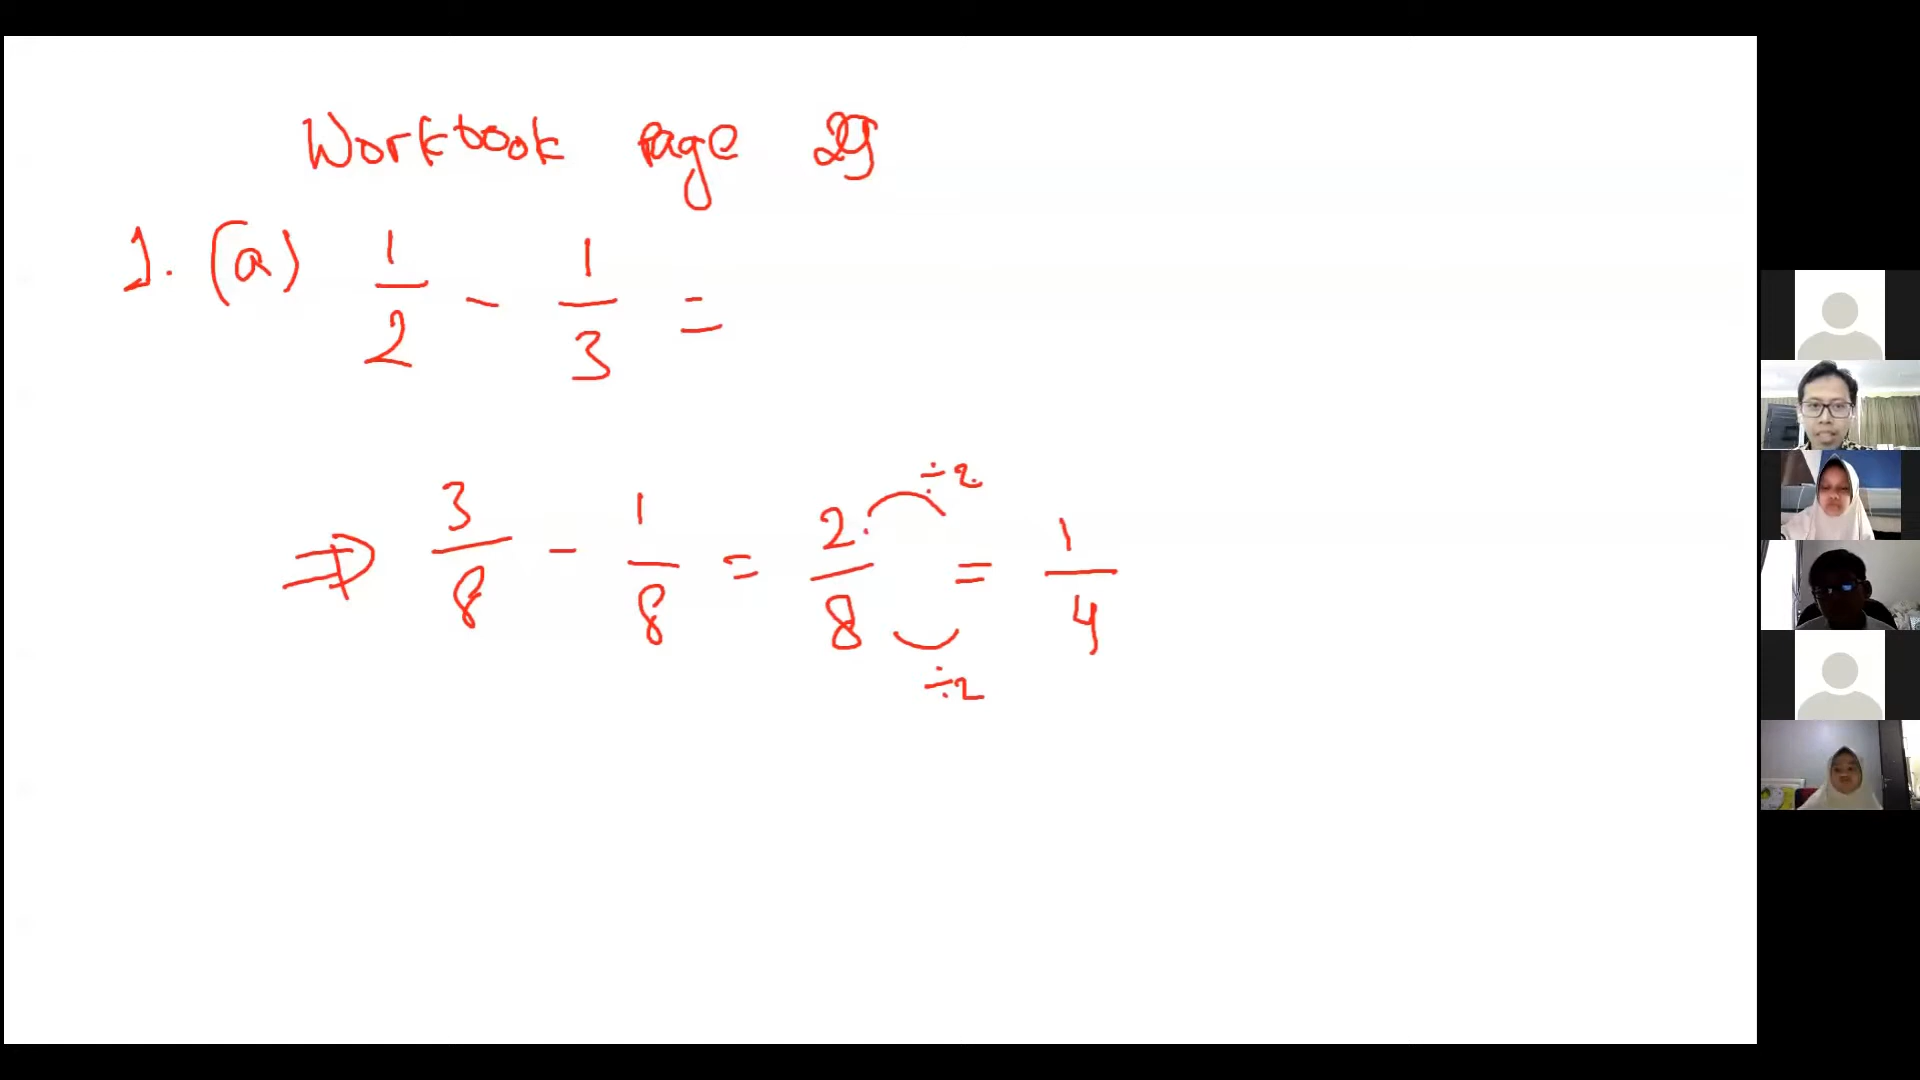 Workbook Page 29
1. (a) 1/2 - 1/3 =
⇒ 3/8 - 1/8 = 2/8 = 1/4
÷2
÷2